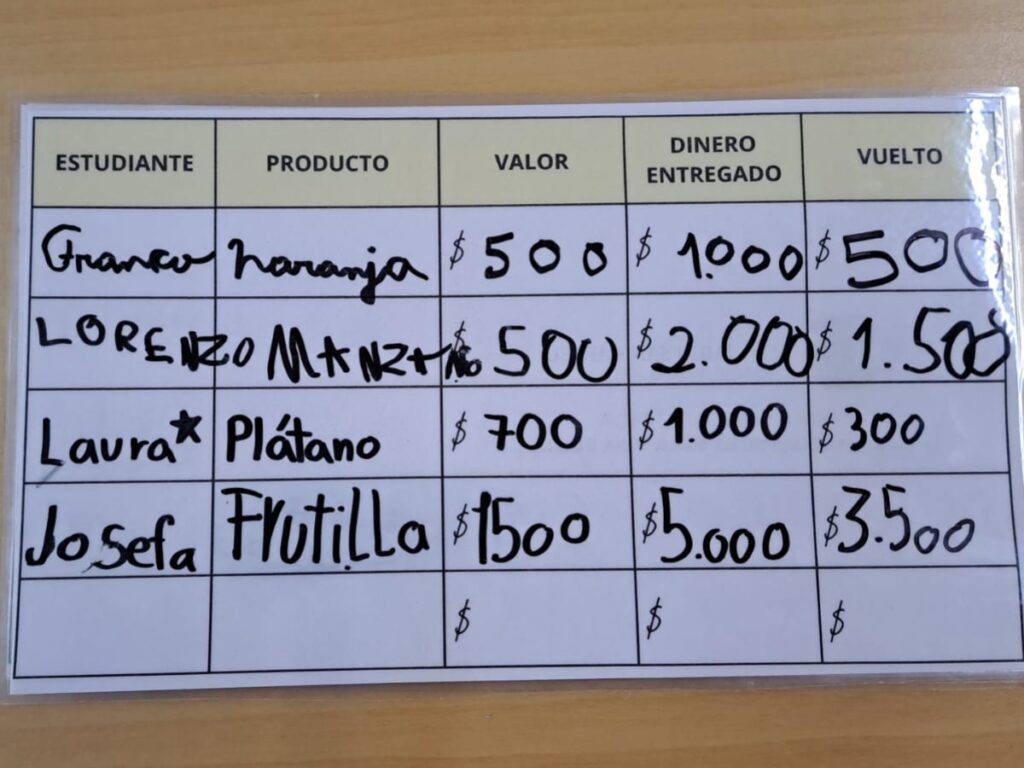 ESTUDIANTE PRODUCTO VALOR DINERO ENTREGADO VUELTO
Franco naranja $ 500 $ 1.000 $ 500
LORENZO MANZANO $ 500 $ 2.000 $ 1.500
Laura* Plátano $ 700 $ 1.000 $ 300
Josefa Frutilla $ 1500 $ 5.000 $ 3.500
$ $ $